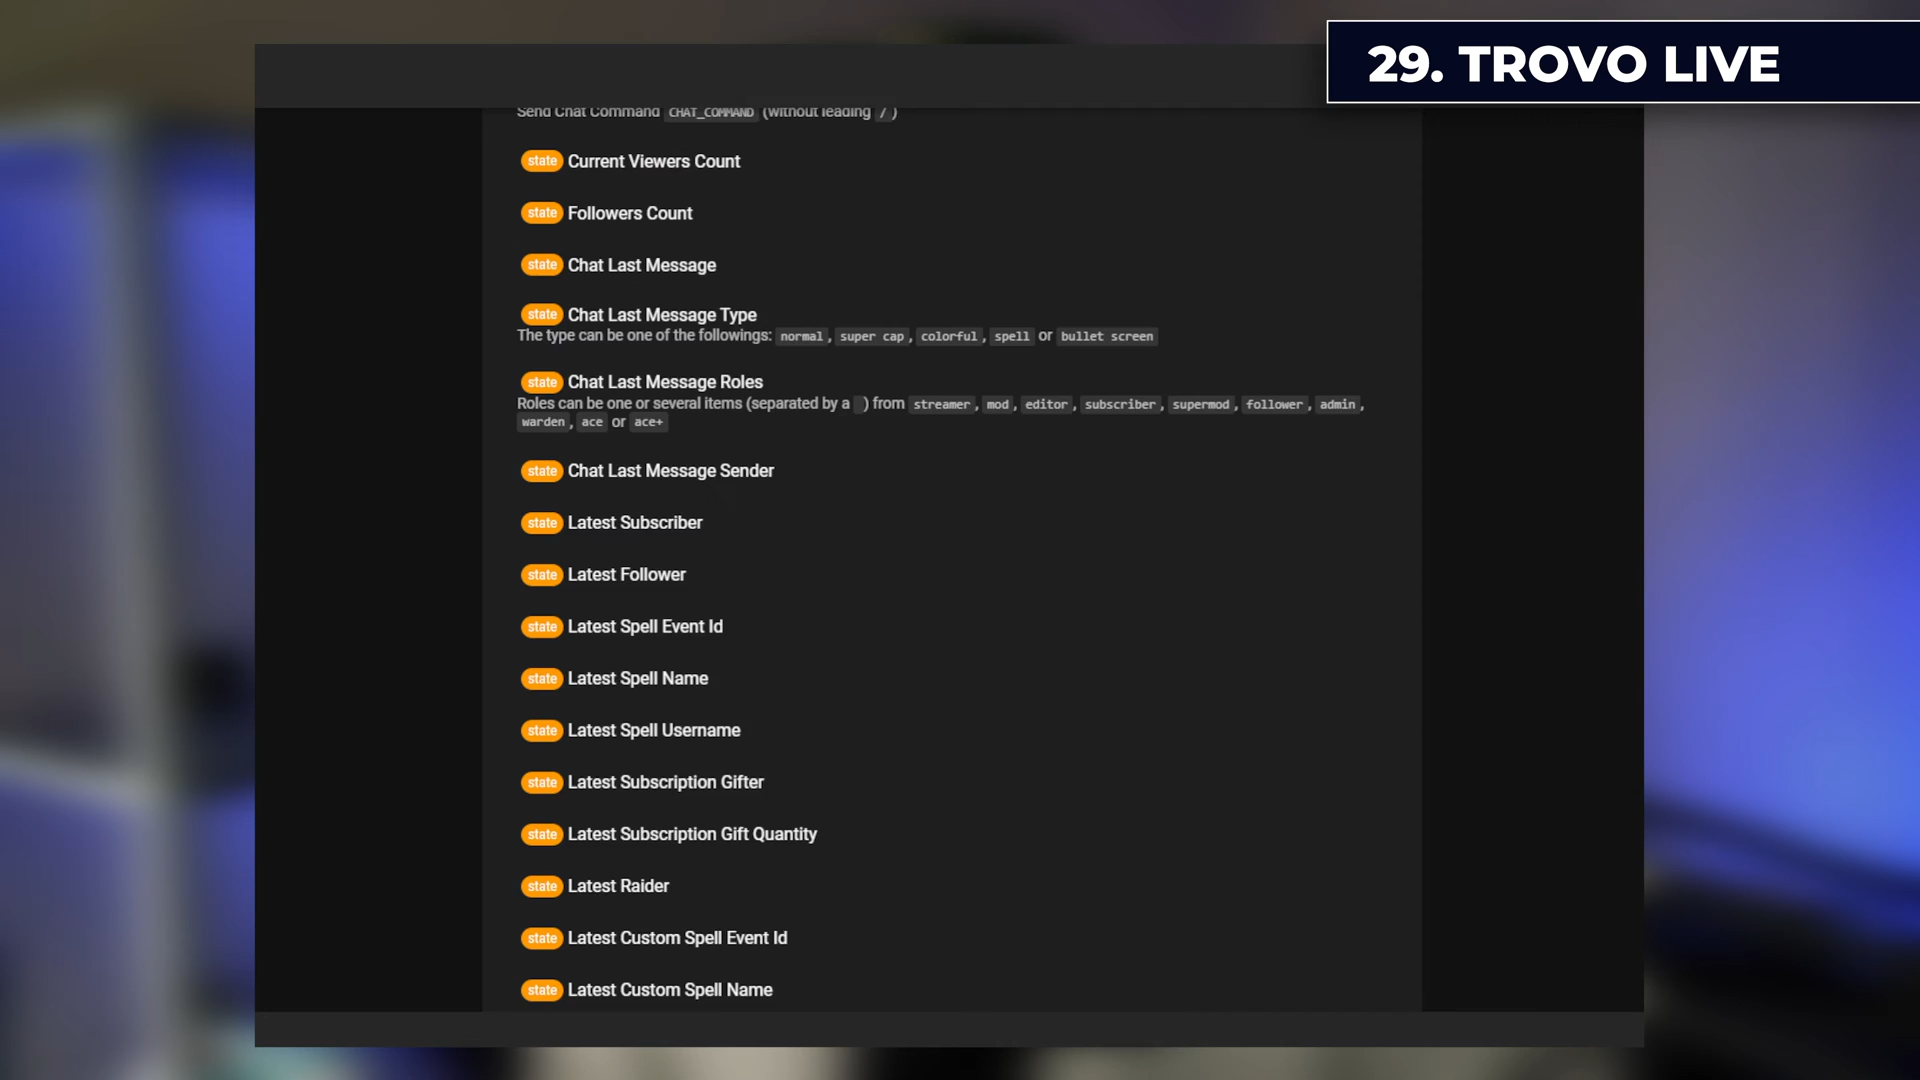 29. TROVO LIVE
Send Chat Command CHAT_COMMAND (without leading /)
state Current Viewers Count
state Followers Count
state Chat Last Message
state Chat Last Message Type
The type can be one of the followings: normal, super cap, colorful, spell or bullet screen
state Chat Last Message Roles
Roles can be one or several items (separated by a ) from streamer, mod, editor, subscriber, supermod, follower, admin,
warden, ace or ace+
state Chat Last Message Sender
state Latest Subscriber
state Latest Follower
state Latest Spell Event Id
state Latest Spell Name
state Latest Spell Username
state Latest Subscription Gifter
state Latest Subscription Gift Quantity
state Latest Raider
state Latest Custom Spell Event Id
state Latest Custom Spell Name